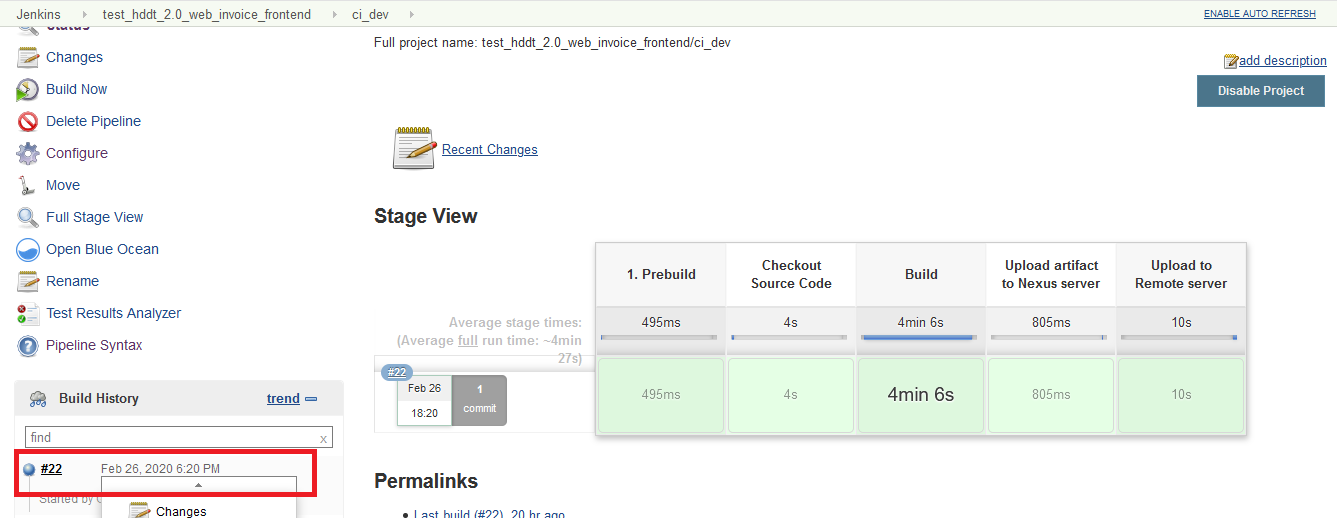 Jenkins
test_hddt_2.0_web_invoice_frontend
ci_dev
ENABLE AUTO REFRESH
Status
Changes
Build Now
Delete Pipeline
Configure
Move
Full Stage View
Open Blue Ocean
Rename
Test Results Analyzer
Pipeline Syntax
Build History
trend
find
x
#22
Feb 26, 2020 6:20 PM
Started by
Changes
Full project name: test_hddt_2.0_web_invoice_frontend/ci_dev
add description
Disable Project
Recent Changes
Stage View
1. Prebuild
Checkout
Source Code
Build
Upload artifact
to Nexus server
Upload to
Remote server
Average stage times:
(Average full run time: ~4min
27s)
495ms
4s
4min 6s
805ms
10s
#22
Feb 26
18:20
1
commit
495ms
4s
4min 6s
805ms
10s
Permalinks
Last build (#22), 20 hr ago